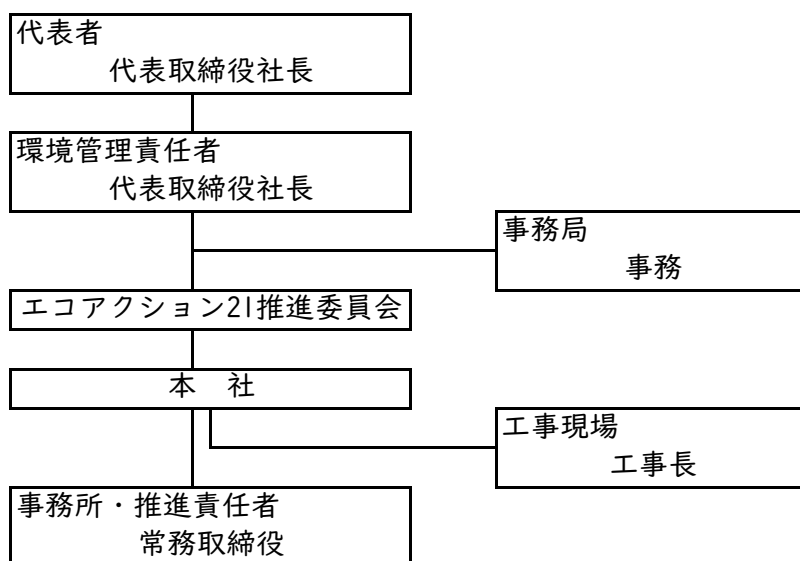 代表者
代表取締役社長
環境管理責任者
代表取締役社長
事務局
事務
エコアクション21推進委員会
本　社
工事現場
工事長
事務所・推進責任者
常務取締役